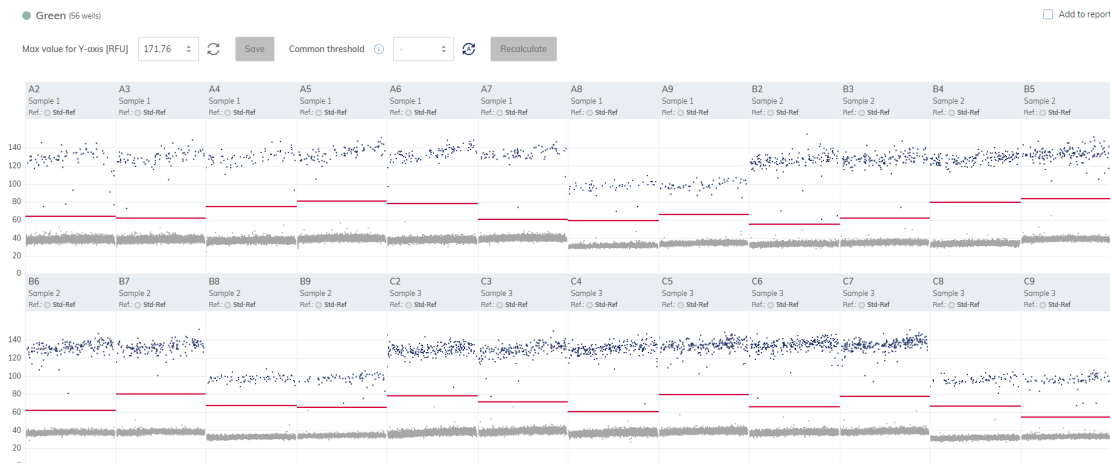 Green (56 wells)
Add to report
Max value for Y-axis [RFU] 171,76 Save Common threshold - Recalculate
A2 A3 A4 A5 A6 A7 A8 A9 B2 B3 B4 B5
Sample 1 Sample 1 Sample 1 Sample 1 Sample 1 Sample 1 Sample 1 Sample 1 Sample 2 Sample 2 Sample 2 Sample 2
Ref.: Std-Ref Ref.: Std-Ref Ref.: Std-Ref Ref.: Std-Ref Ref.: Std-Ref Ref.: Std-Ref Ref.: Std-Ref Ref.: Std-Ref Ref.: Std-Ref Ref.: Std-Ref Ref.: Std-Ref Ref.: Std-Ref
140
120
100
80
60
40
20
0
B6 B7 B8 B9 C2 C3 C4 C5 C6 C7 C8 C9
Sample 2 Sample 2 Sample 2 Sample 2 Sample 3 Sample 3 Sample 3 Sample 3 Sample 3 Sample 3 Sample 3 Sample 3
Ref.: Std-Ref Ref.: Std-Ref Ref.: Std-Ref Ref.: Std-Ref Ref.: Std-Ref Ref.: Std-Ref Ref.: Std-Ref Ref.: Std-Ref Ref.: Std-Ref Ref.: Std-Ref Ref.: Std-Ref Ref.: Std-Ref
140
120
100
80
60
40
20
0